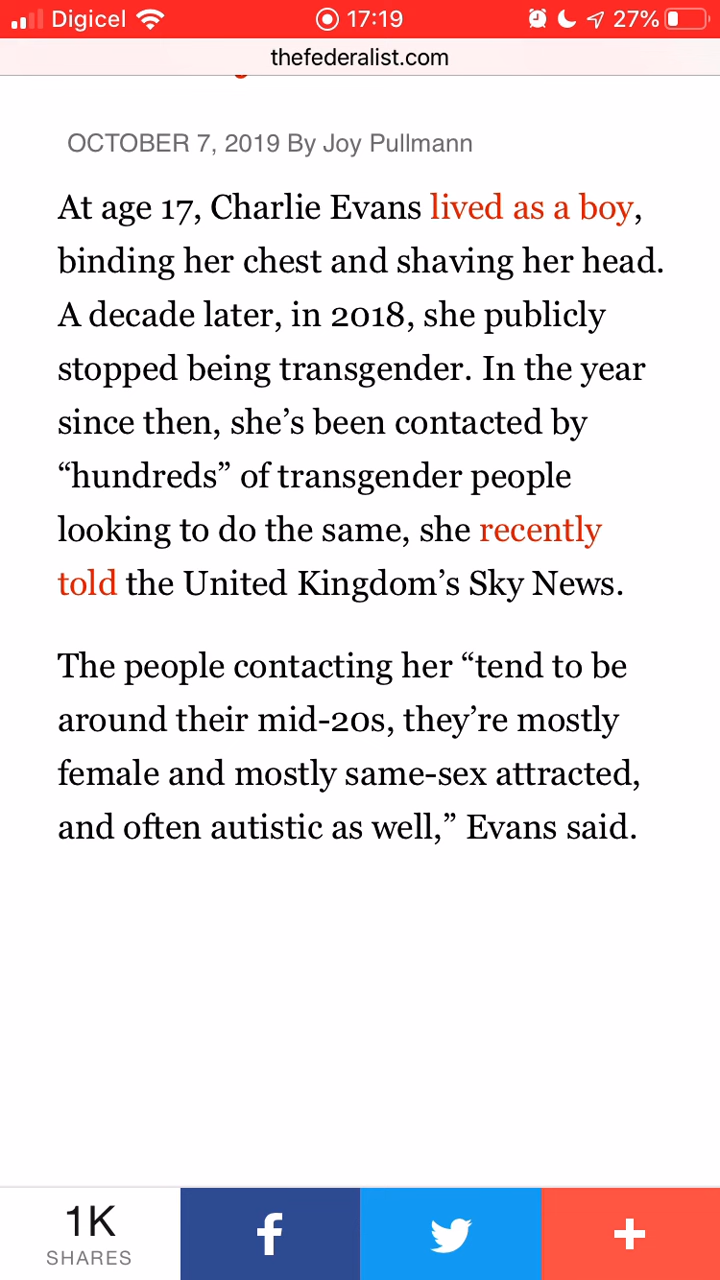 Digicel 17:19 27%
thefederalist.com
OCTOBER 7, 2019 By Joy Pullmann
At age 17, Charlie Evans lived as a boy,
binding her chest and shaving her head.
A decade later, in 2018, she publicly
stopped being transgender. In the year
since then, she’s been contacted by
“hundreds” of transgender people
looking to do the same, she recently
told the United Kingdom’s Sky News.
The people contacting her “tend to be
around their mid-20s, they’re mostly
female and mostly same-sex attracted,
and often autistic as well,” Evans said.
1K
SHARES